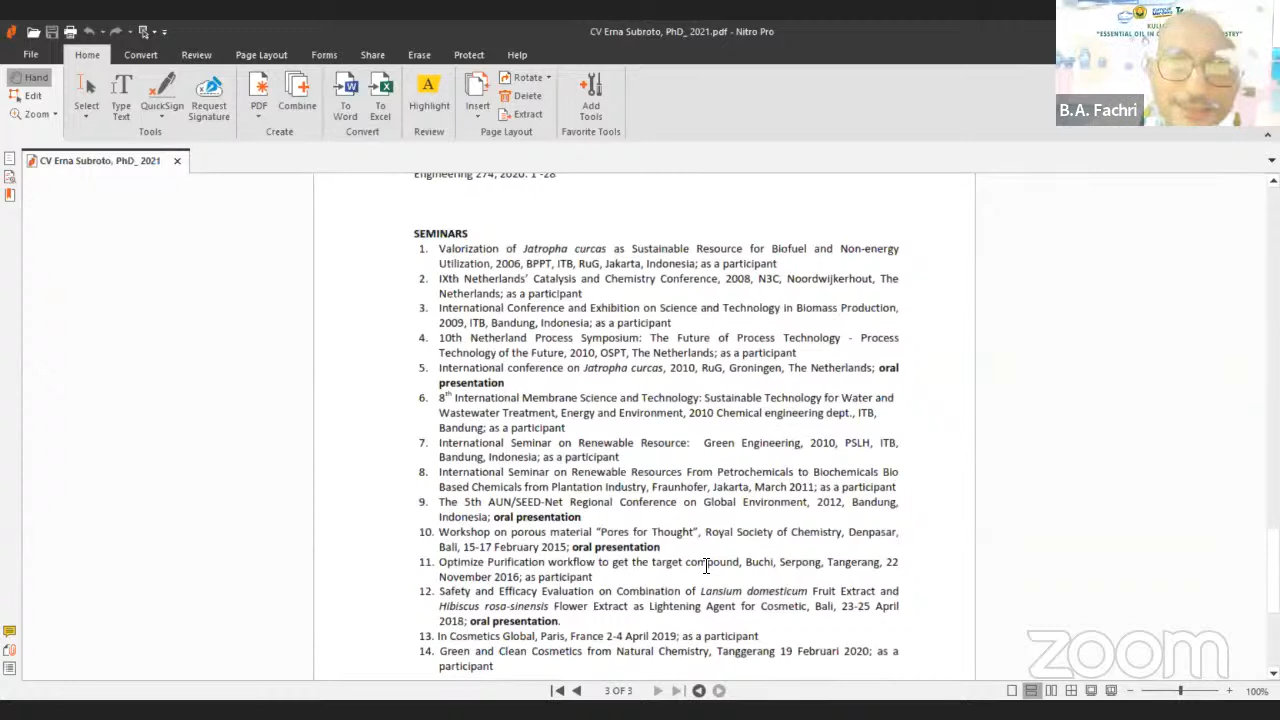 CV Erna Subroto, PhD_ 2021.pdf - Nitro Pro
File Home Convert Review Page Layout Forms Share Erase Protect Help
Hand
Edit
Zoom
Select
Type Text
QuickSign
Request Signature
Tools
PDF
Combine
Create
To Word
To Excel
Convert
Highlight
Review
Insert
Rotate
Delete
Extract
Page Layout
Add Tools
Favorite Tools
"ESSENTIAL OIL IN
B.A. Fachri
CV Erna Subroto, PhD_ 2021
Engineering 274, 2020. 1 -28
SEMINARS
1. Valorization of Jatropha curcas as Sustainable Resource for Biofuel and Non-energy
Utilization, 2006, BPPT, ITB, RuG, Jakarta, Indonesia; as a participant
2. IXth Netherlands' Catalysis and Chemistry Conference, 2008, N3C, Noordwijkerhout, The
Netherlands; as a participant
3. International Conference and Exhibition on Science and Technology in Biomass Production,
2009, ITB, Bandung, Indonesia; as a participant
4. 10th Netherland Process Symposium: The Future of Process Technology - Process
Technology of the Future, 2010, OSPT, The Netherlands; as a participant
5. International conference on Jatropha curcas, 2010, RuG, Groningen, The Netherlands; oral
presentation
6. 8th International Membrane Science and Technology: Sustainable Technology for Water and
Wastewater Treatment, Energy and Environment, 2010 Chemical engineering dept., ITB,
Bandung; as a participant
7. International Seminar on Renewable Resource: Green Engineering, 2010, PSLH, ITB,
Bandung, Indonesia; as a participant
8. International Seminar on Renewable Resources From Petrochemicals to Biochemicals Bio
Based Chemicals from Plantation Industry, Fraunhofer, Jakarta, March 2011; as a participant
9. The 5th AUN/SEED-Net Regional Conference on Global Environment, 2012, Bandung,
Indonesia; oral presentation
10. Workshop on porous material "Pores for Thought", Royal Society of Chemistry, Denpasar,
Bali, 15-17 February 2015; oral presentation
11. Optimize Purification workflow to get the target compound, Buchi, Serpong, Tangerang, 22
November 2016; as participant
12. Safety and Efficacy Evaluation on Combination of Lansium domesticum Fruit Extract and
Hibiscus rosa-sinensis Flower Extract as Lightening Agent for Cosmetic, Bali, 23-25 April
2018; oral presentation.
13. In Cosmetics Global, Paris, France 2-4 April 2019; as a participant
14. Green and Clean Cosmetics from Natural Chemistry, Tanggerang 19 Februari 2020; as a
participant
zoom
3 OF 3
100%